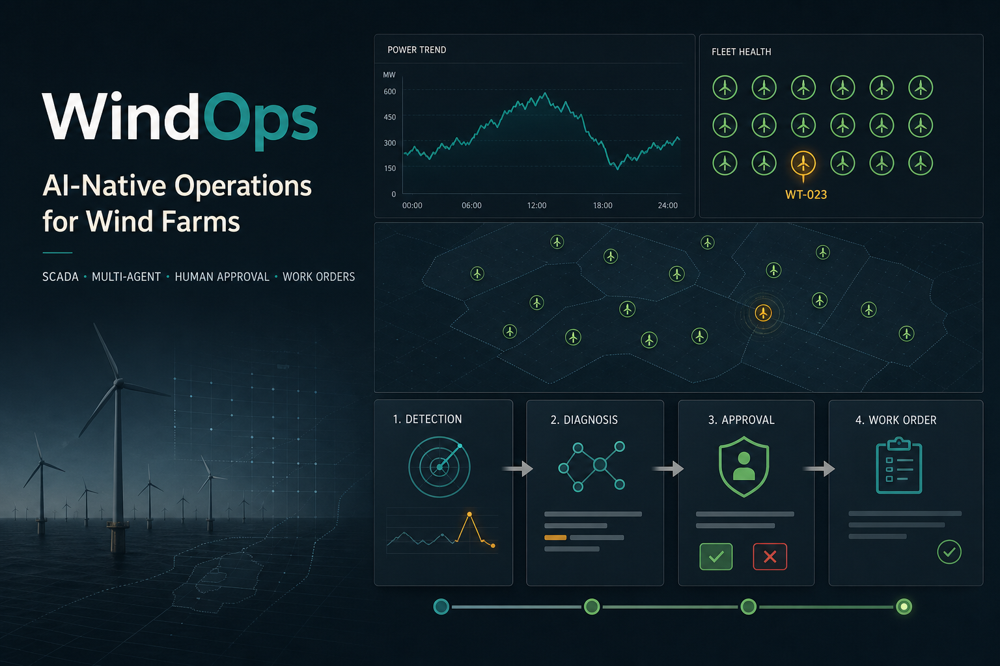 WindOps
AI-Native Operations
for Wind Farms
SCADA • MULTI-AGENT • HUMAN APPROVAL • WORK ORDERS
POWER TREND
MW
600
450
300
150
0
00:00 06:00 12:00 18:00 24:00
FLEET HEALTH
WT-023
1. DETECTION
2. DIAGNOSIS
3. APPROVAL
4. WORK ORDER